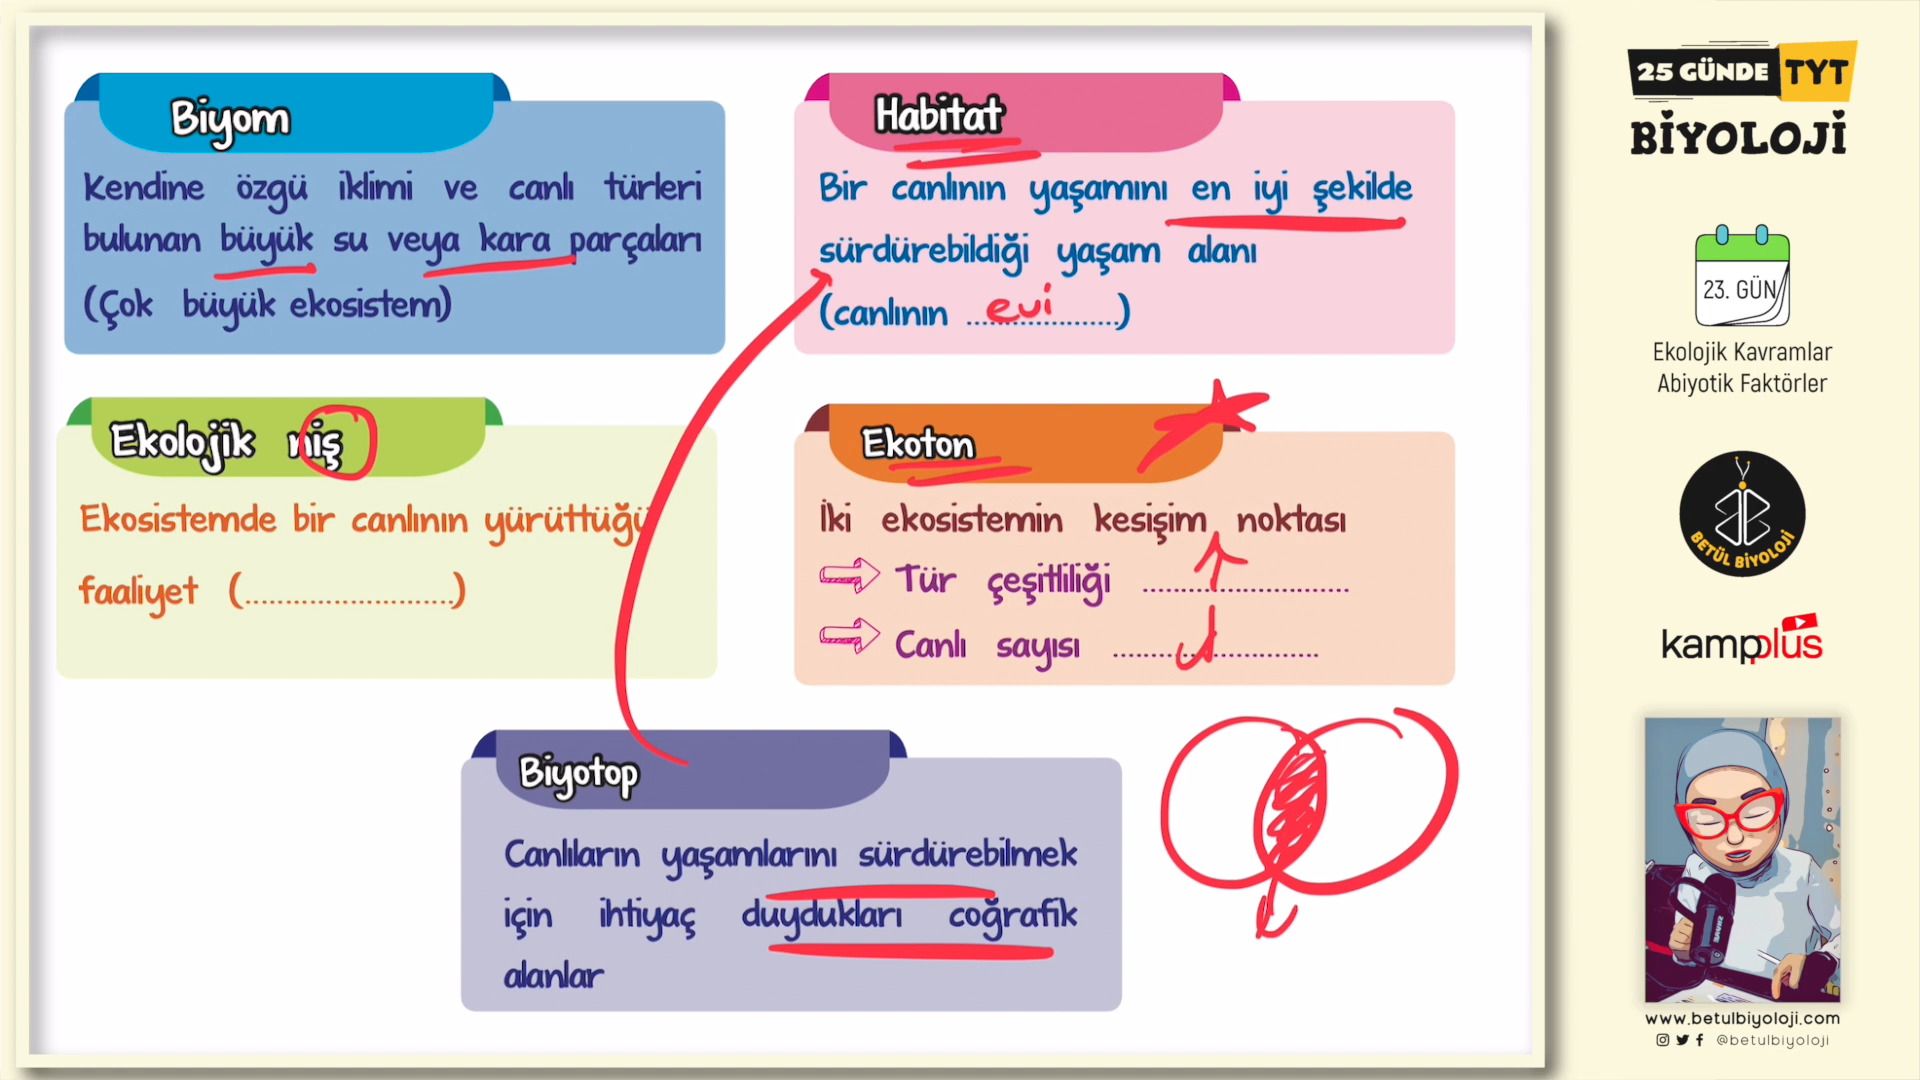 Biyom
Kendine özgü iklimi ve canlı türleri
bulunan büyük su veya kara parçaları
(Çok büyük ekosistem)
Habitat
Bir canlının yaşamını en iyi şekilde
sürdürebildiği yaşam alanı
(canlının ...evi...)
Ekolojik niş
Ekosistemde bir canlının yürüttüğü
faaliyet (..........................)
Ekoton
İki ekosistemin kesişim noktası
Tür çeşitliliği ..........................
Canlı sayısı ..........................
Biyotop
Canlıların yaşamlarını sürdürebilmek
için ihtiyaç duydukları coğrafik
alanlar
25 GÜNDE TYT
BİYOLOJİ
23. GÜN
Ekolojik Kavramlar
Abiyotik Faktörler
BETÜL BİYOLOJİ
kampplus
www.betulbiyoloji.com
@betulbiyoloji